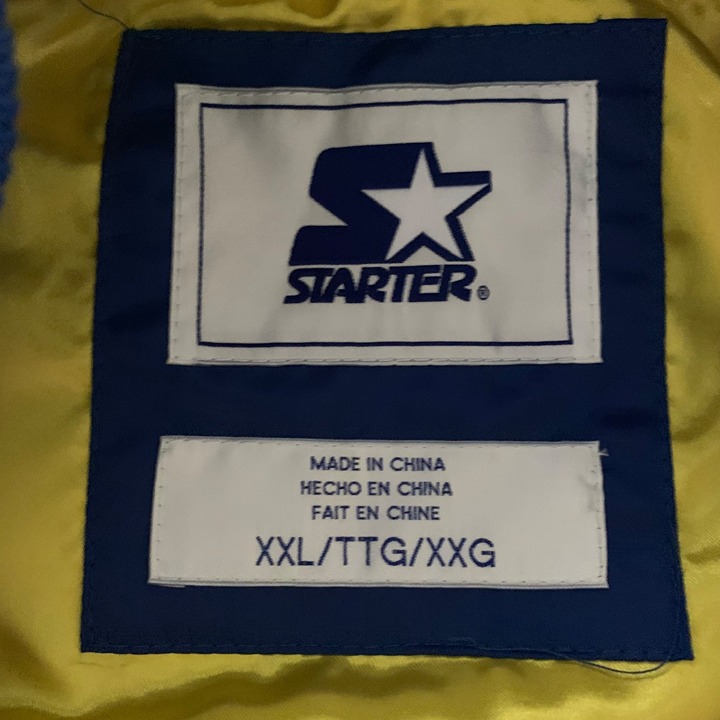 STARTER®
MADE IN CHINA
HECHO EN CHINA
FAIT EN CHINE
XXL/TTG/XXG